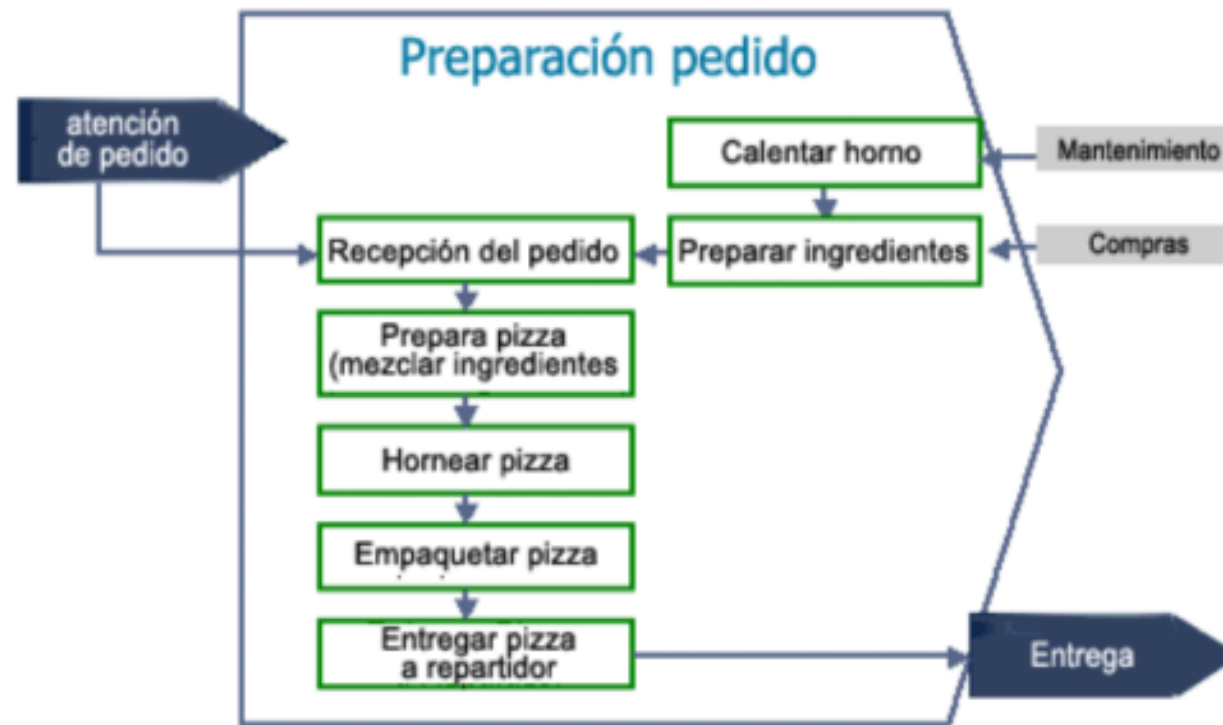 Preparación pedido
atención
de pedido
Calentar horno
Mantenimiento
Recepción del pedido
Preparar ingredientes
Compras
Prepara pizza
(mezclar ingredientes
Hornear pizza
Empaquetar pizza
Entregar pizza
a repartidor
Entrega